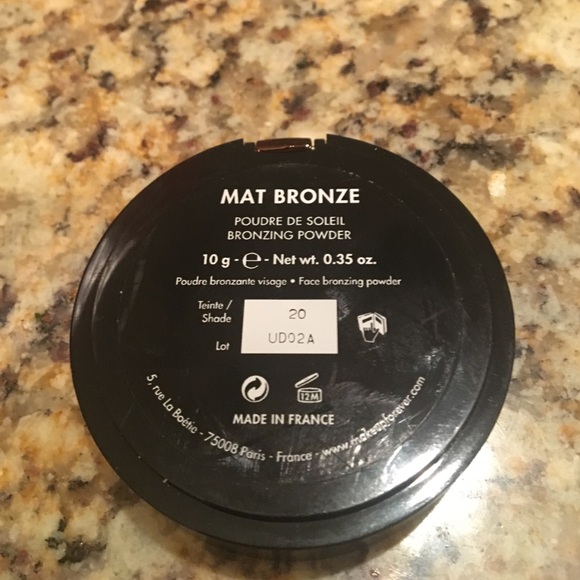 MAT BRONZE
POUDRE DE SOLEIL
BRONZING POWDER
10 g - ℮ - Net wt. 0.35 oz.
Poudre bronzante visage • Face bronzing powder
Teinte / Shade 20
Lot UD02A
12M
MADE IN FRANCE
5, rue La Boétie - 75008 Paris - France - www.makeupforever.com